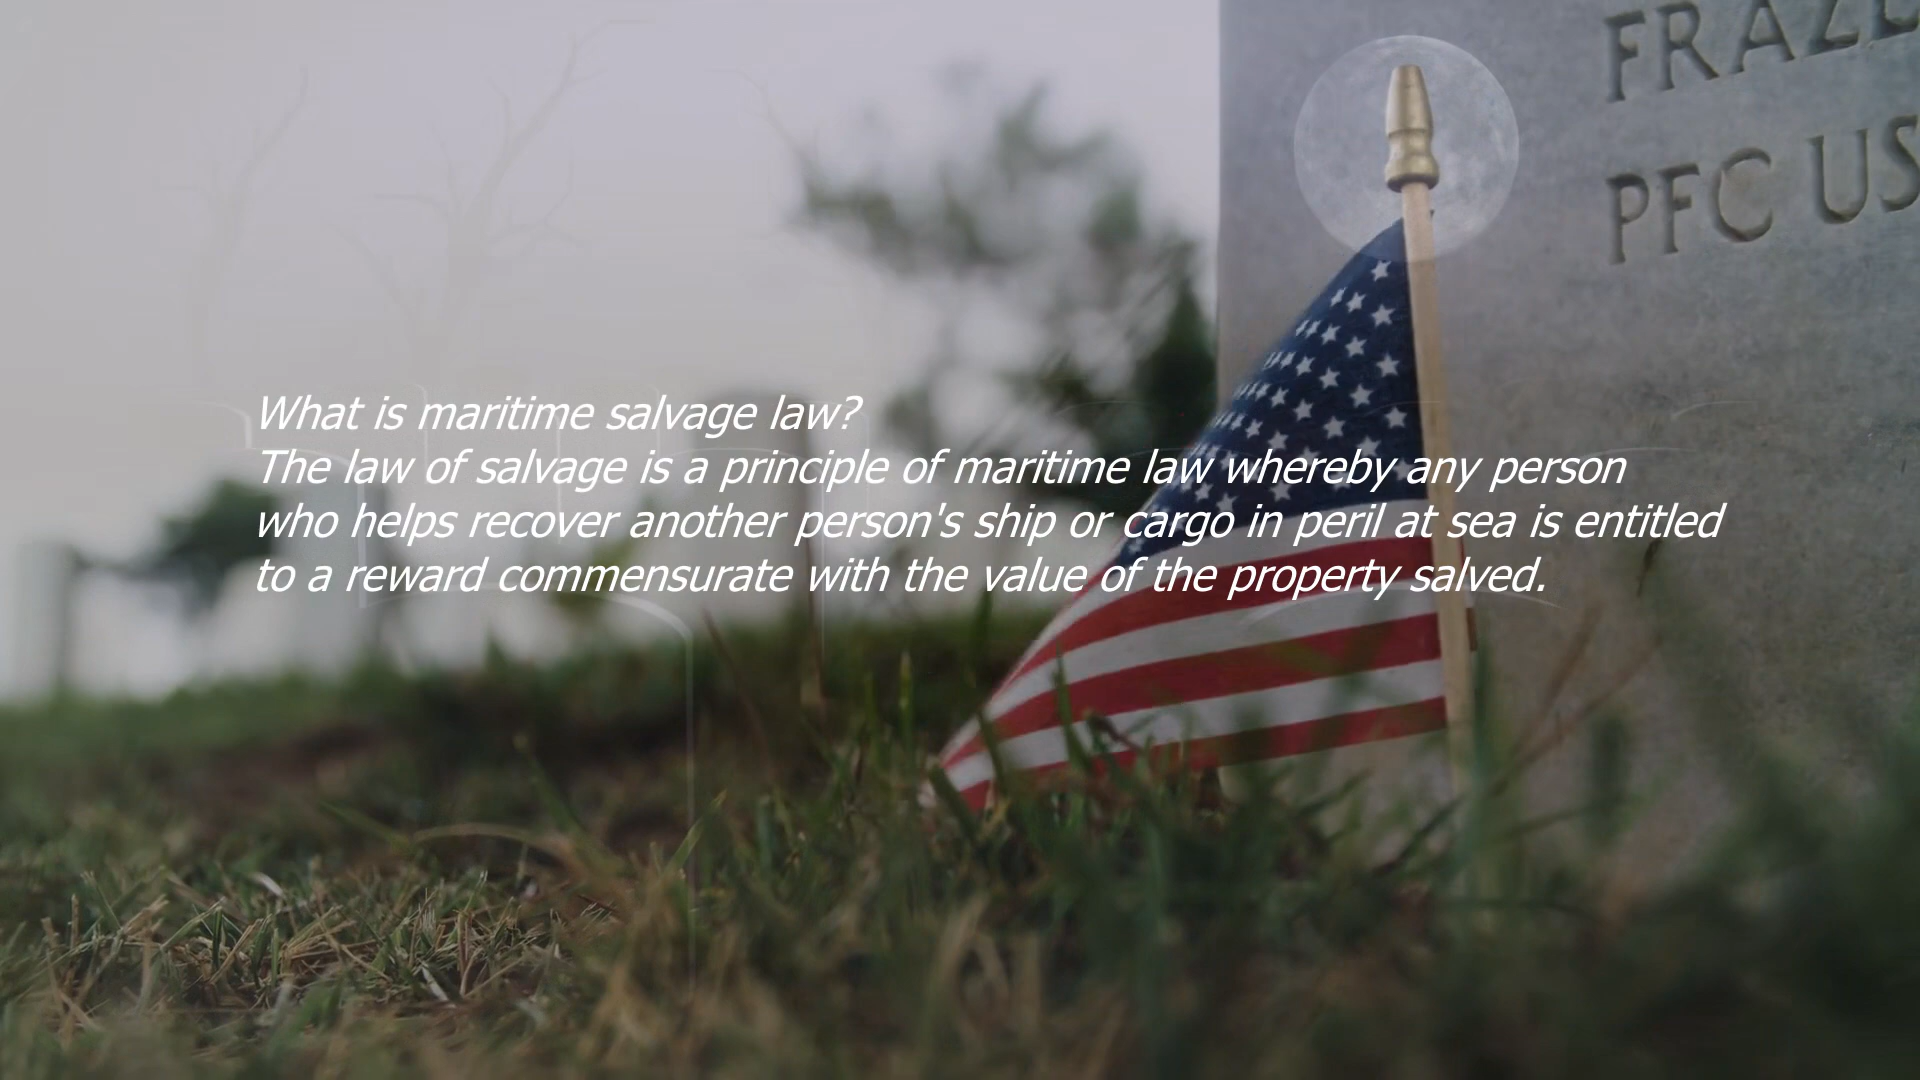 FRAZ
PFC US
What is maritime salvage law?
The law of salvage is a principle of maritime law whereby any person
who helps recover another person's ship or cargo in peril at sea is entitled
to a reward commensurate with the value of the property salved.